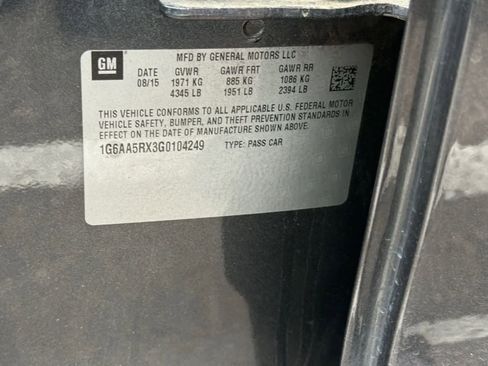 GM
MFD BY GENERAL MOTORS LLC
DATE GVWR GAWR FRT GAWR RR
08/15 1971 KG 885 KG 1086 KG
4345 LB 1951 LB 2394 LB
THIS VEHICLE CONFORMS TO ALL APPLICABLE U.S. FEDERAL MOTOR
VEHICLE SAFETY, BUMPER, AND THEFT PREVENTION STANDARDS IN
EFFECT ON THE DATE OF MANUFACTURE SHOWN ABOVE.
1G6AA5RX3G0104249 TYPE: PASS CAR